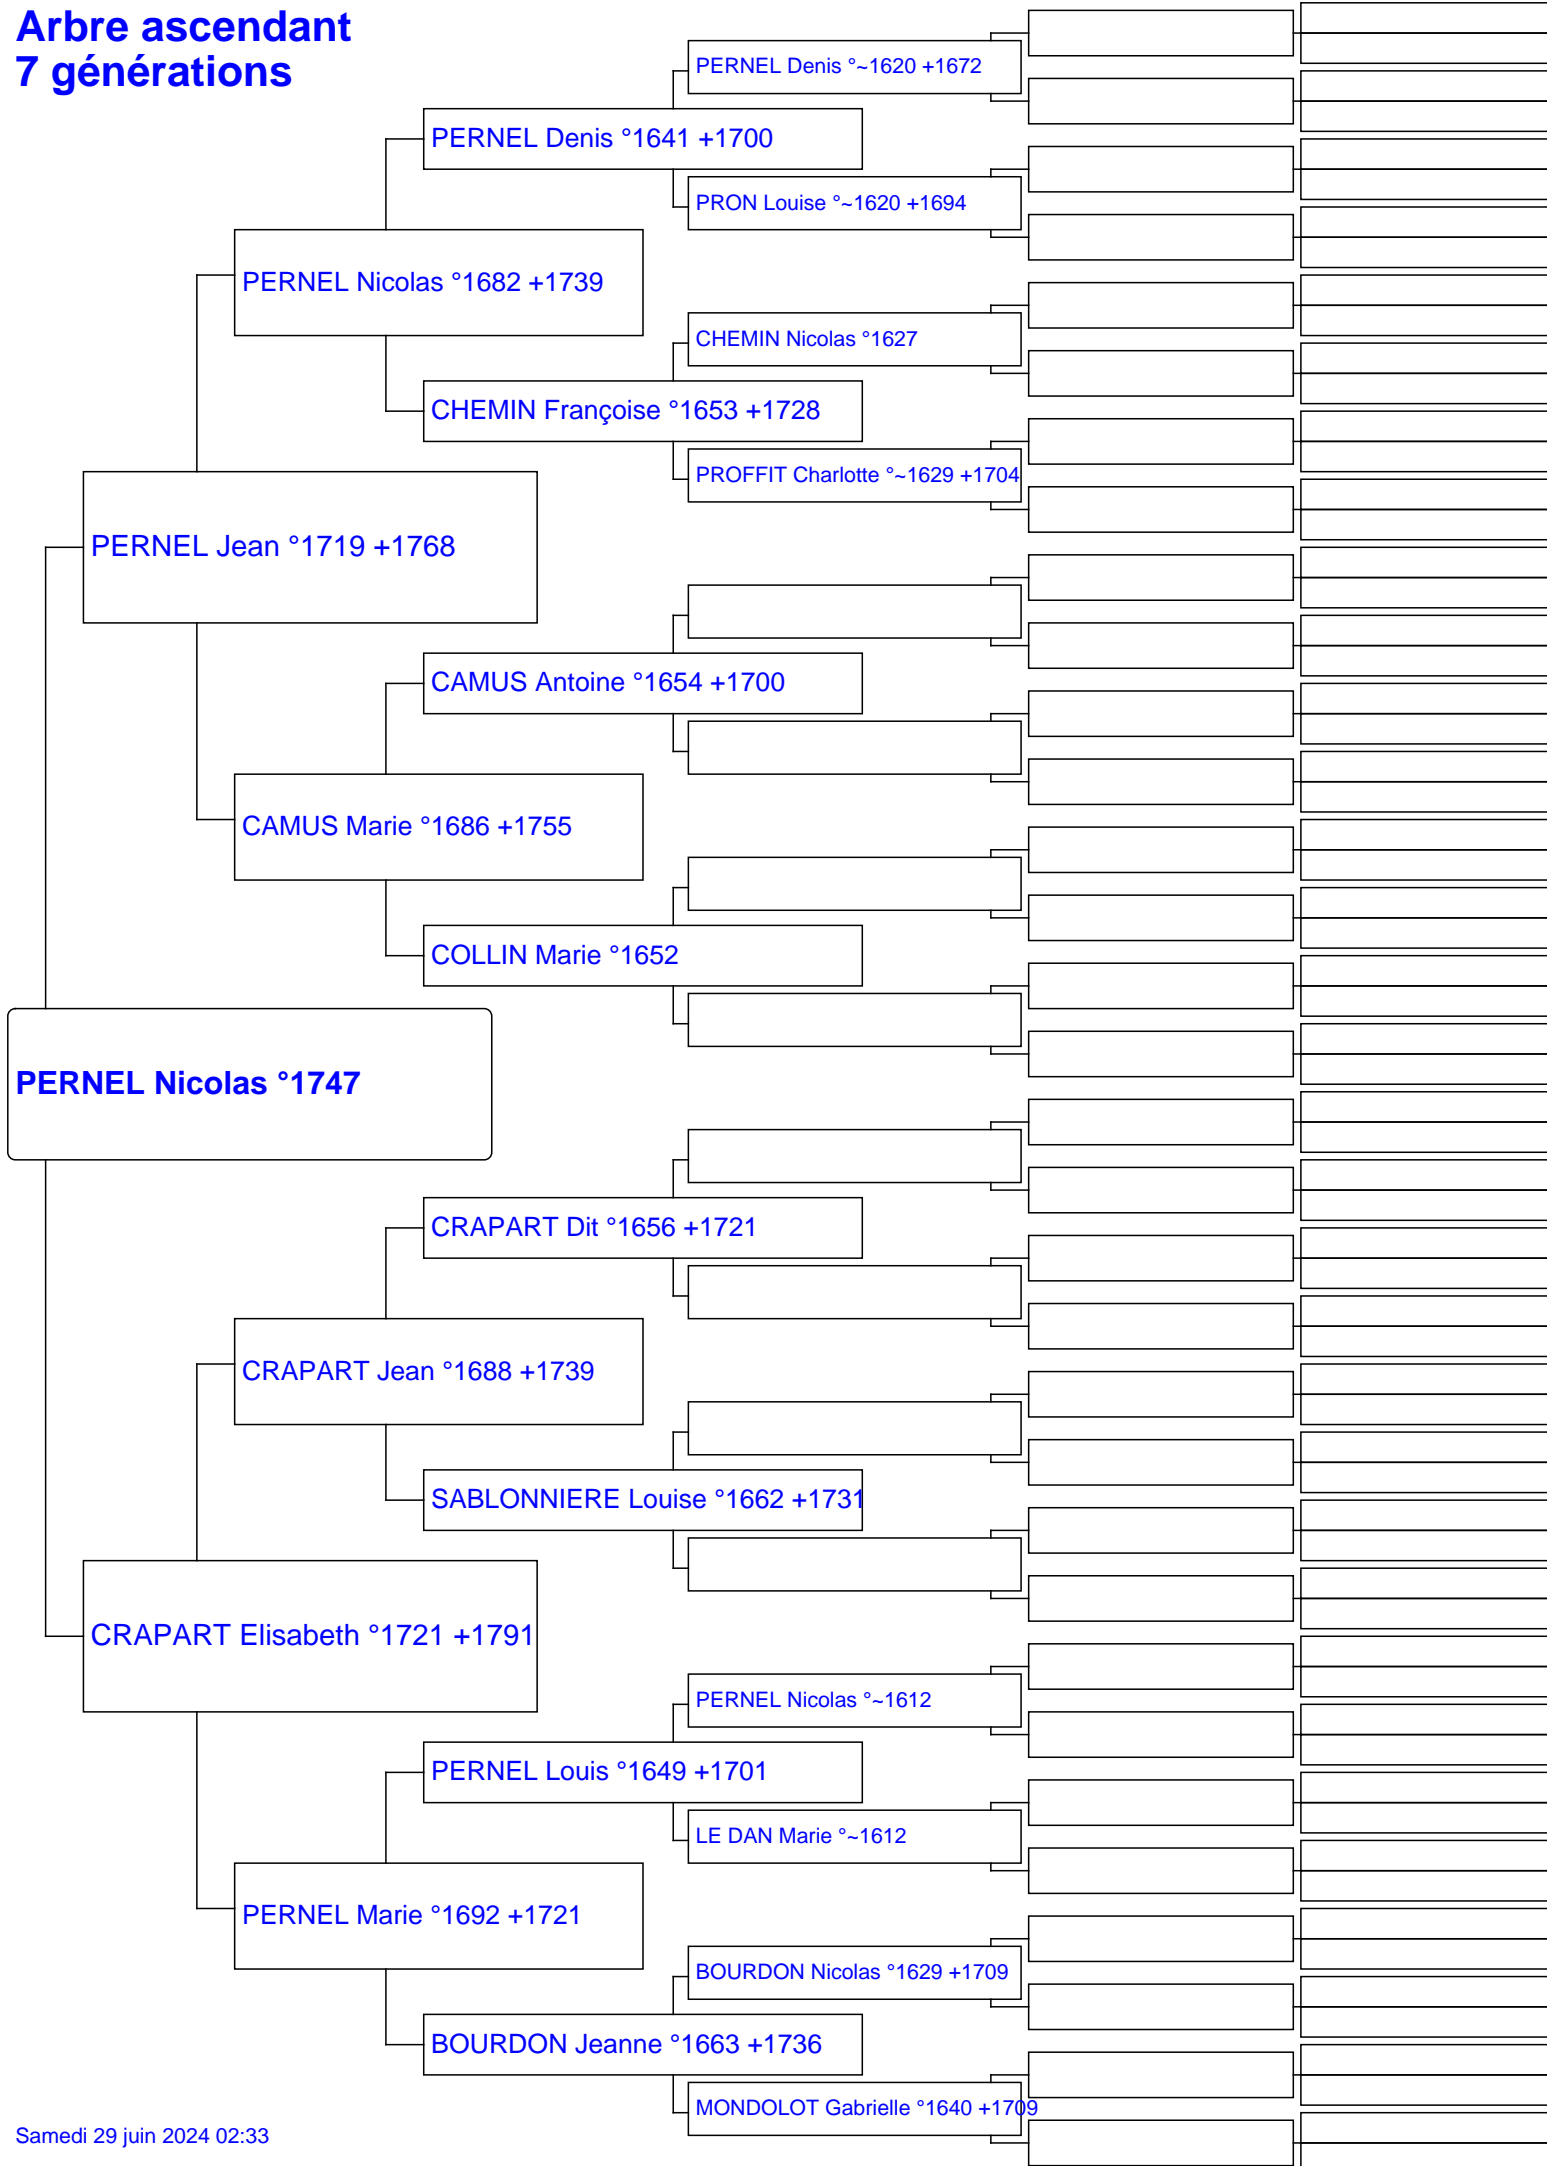 Arbre ascendant
7 générations
PERNEL Denis °~1620 +1672
PERNEL Denis °1641 +1700
PRON Louise °~1620 +1694
PERNEL Nicolas °1682 +1739
CHEMIN Nicolas °1627
CHEMIN Françoise °1653 +1728
PROFFIT Charlotte °~1629 +1704
PERNEL Jean °1719 +1768
CAMUS Antoine °1654 +1700
CAMUS Marie °1686 +1755
COLLIN Marie °1652
PERNEL Nicolas °1747
CRAPART Dit °1656 +1721
CRAPART Jean °1688 +1739
SABLONNIERE Louise °1662 +1731
CRAPART Elisabeth °1721 +1791
PERNEL Nicolas °~1612
PERNEL Louis °1649 +1701
LE DAN Marie °~1612
PERNEL Marie °1692 +1721
BOURDON Nicolas °1629 +1709
BOURDON Jeanne °1663 +1736
MONDOLOT Gabrielle °1640 +1709
Samedi 29 juin 2024 02:33